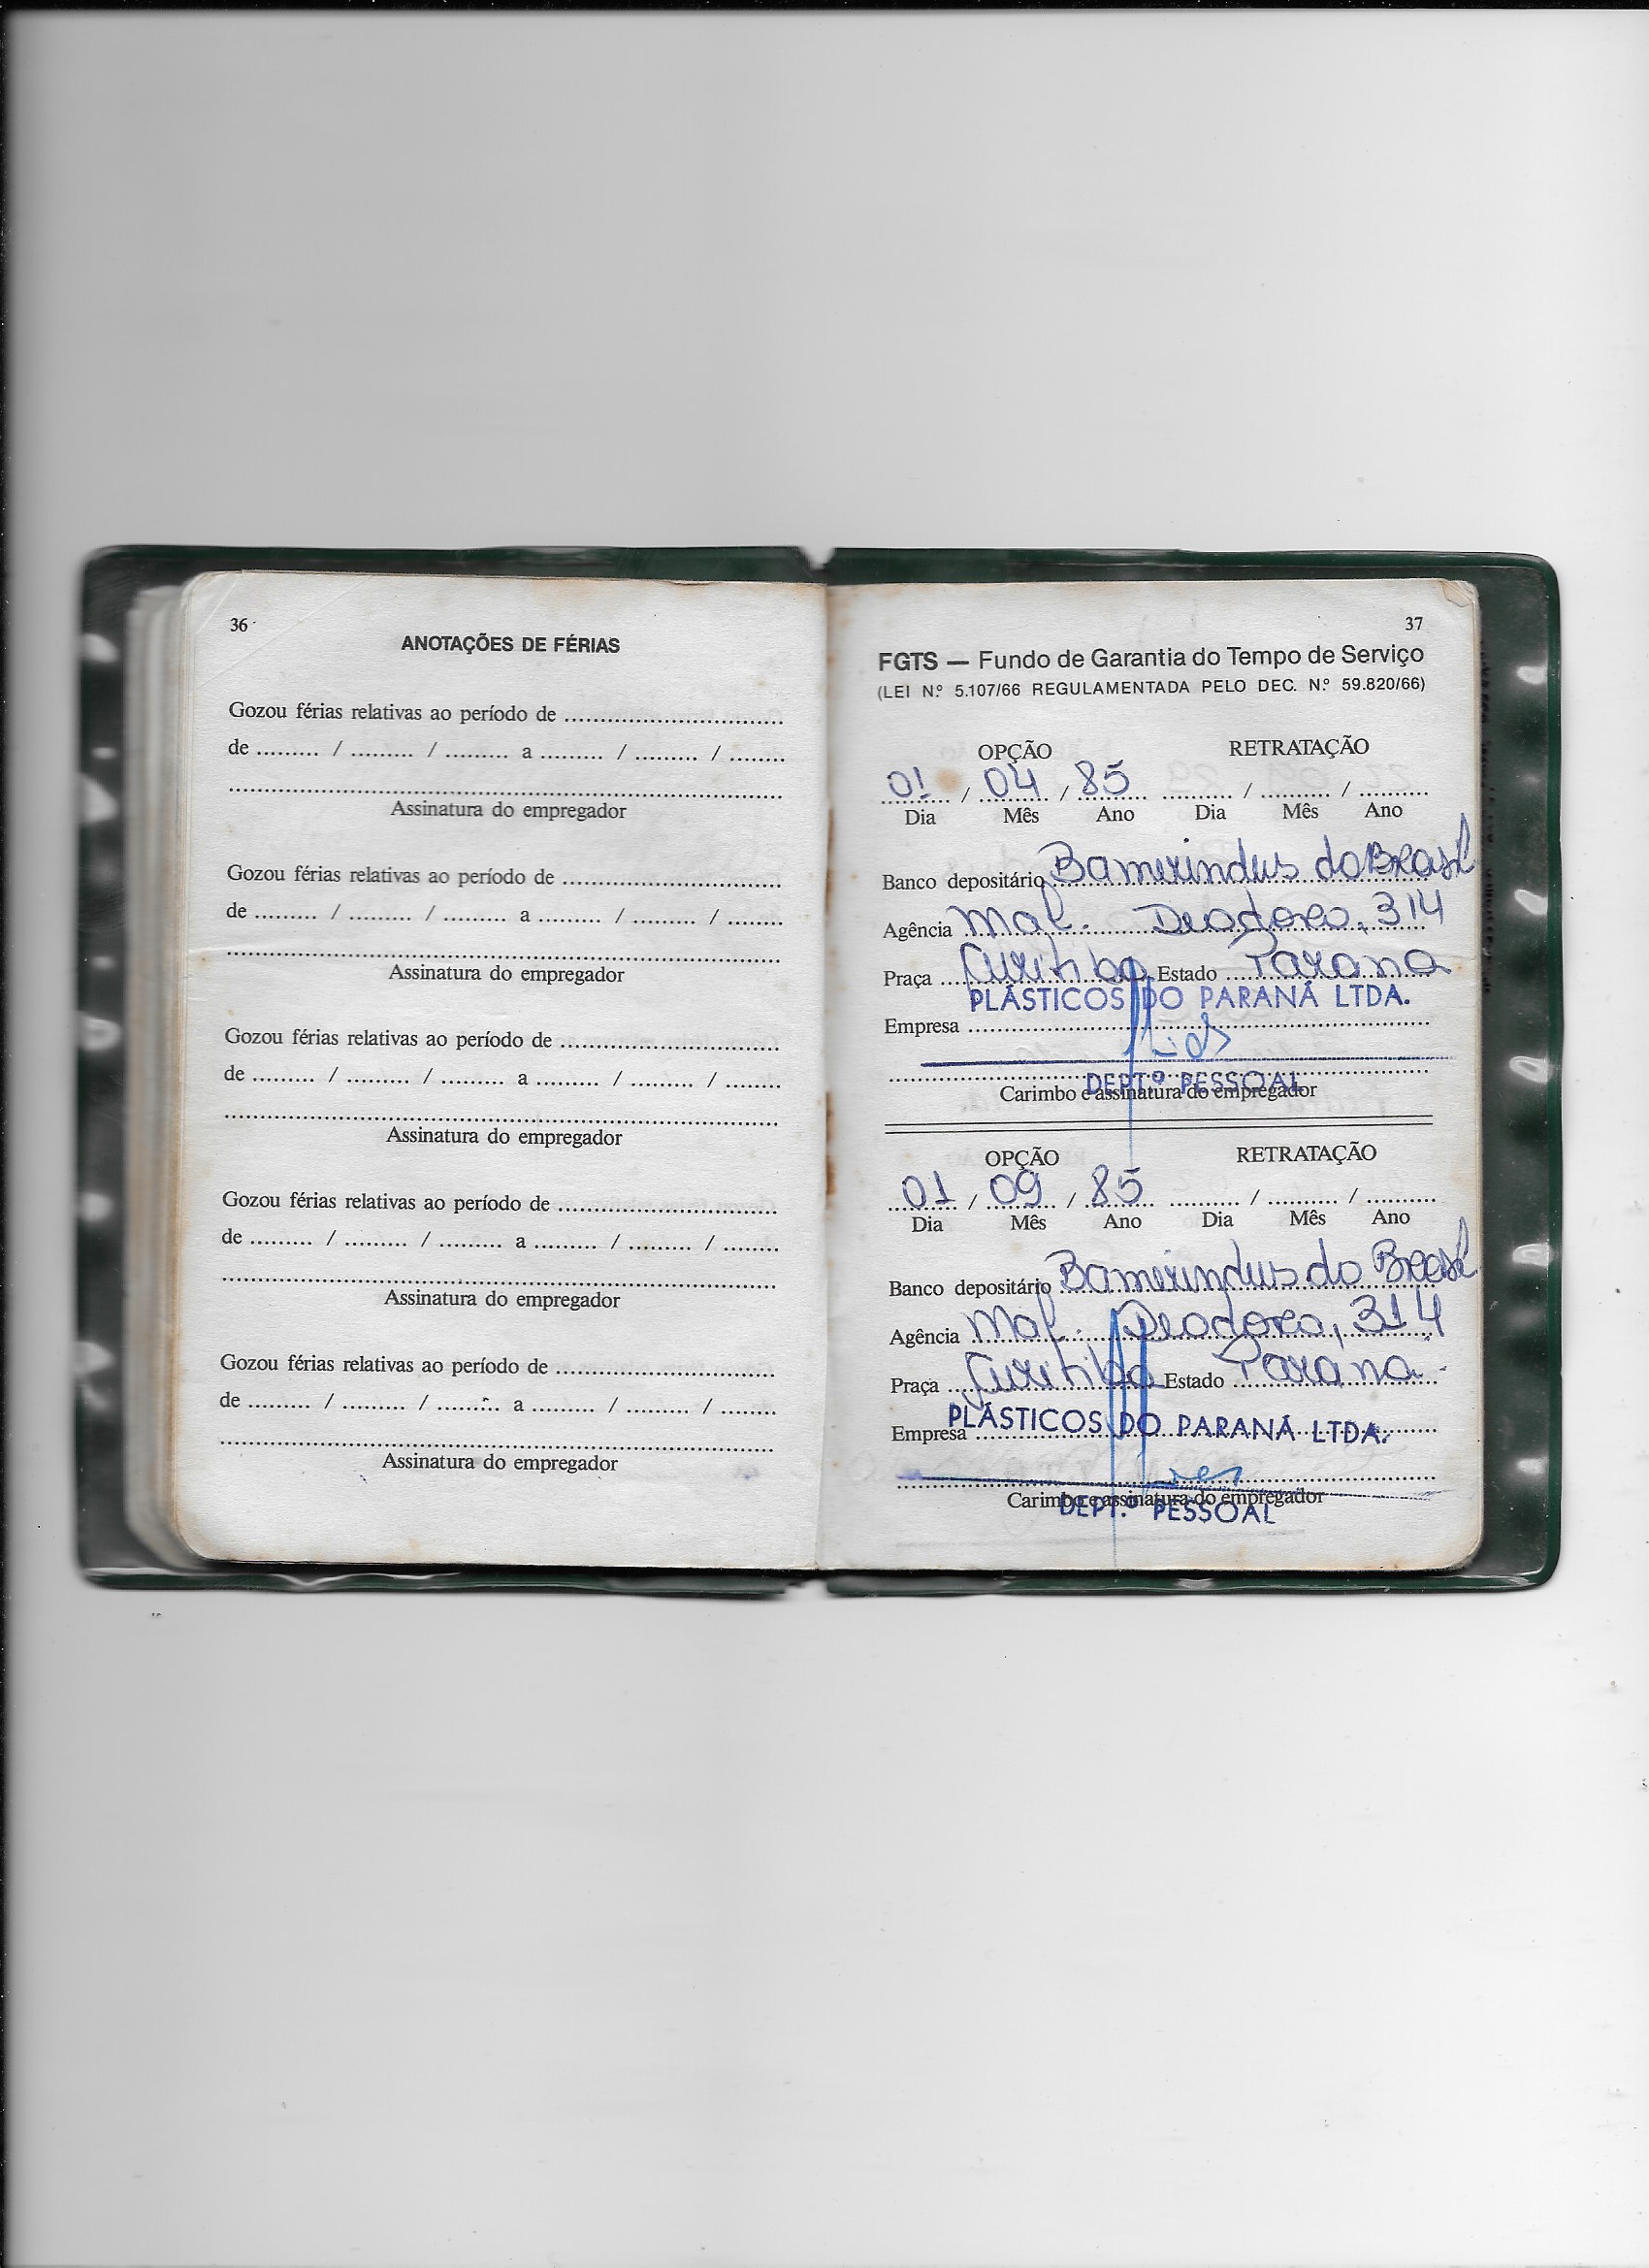 36
ANOTAÇÕES DE FÉRIAS
Gozou férias relativas ao período de ..............................
de ......... / ......... / ......... a ......... / ......... / ........
Assinatura do empregador
Gozou férias relativas ao período de ..............................
de ......... / ......... / ......... a ......... / ......... / ........
Assinatura do empregador
Gozou férias relativas ao período de ..............................
de ......... / ......... / ......... a ......... / ......... / ........
Assinatura do empregador
Gozou férias relativas ao período de ..............................
de ......... / ......... / ......... a ......... / ......... / ........
Assinatura do empregador
Gozou férias relativas ao período de ..............................
de ......... / ......... / ......... a ......... / ......... / ........
Assinatura do empregador
37
FGTS — Fundo de Garantia do Tempo de Serviço
(LEI N.º 5.107/66 REGULAMENTADA PELO DEC. N.º 59.820/66)
OPÇÃO RETRATAÇÃO
01 / 04 / 85 ......... / ......... / .........
Dia Mês Ano Dia Mês Ano
Banco depositário Bamerindus do Brasil
Agência Mal. Deodoro, 314
Praça Curitiba Estado Parana
PLÁSTICOS DO PARANÁ LTDA.
Empresa
DEPT.º PESSOAL
Carimbo e assinatura do empregador
OPÇÃO RETRATAÇÃO
01 / 09 / 85 ......... / ......... / .........
Dia Mês Ano Dia Mês Ano
Banco depositário Bamerindus do Brasil
Agência Mal. Deodoro, 314
Praça Curitiba Estado Parana
Empresa PLÁSTICOS DO PARANÁ LTDA.
Carimbo e assinatura do empregador
DEPT.º PESSOAL